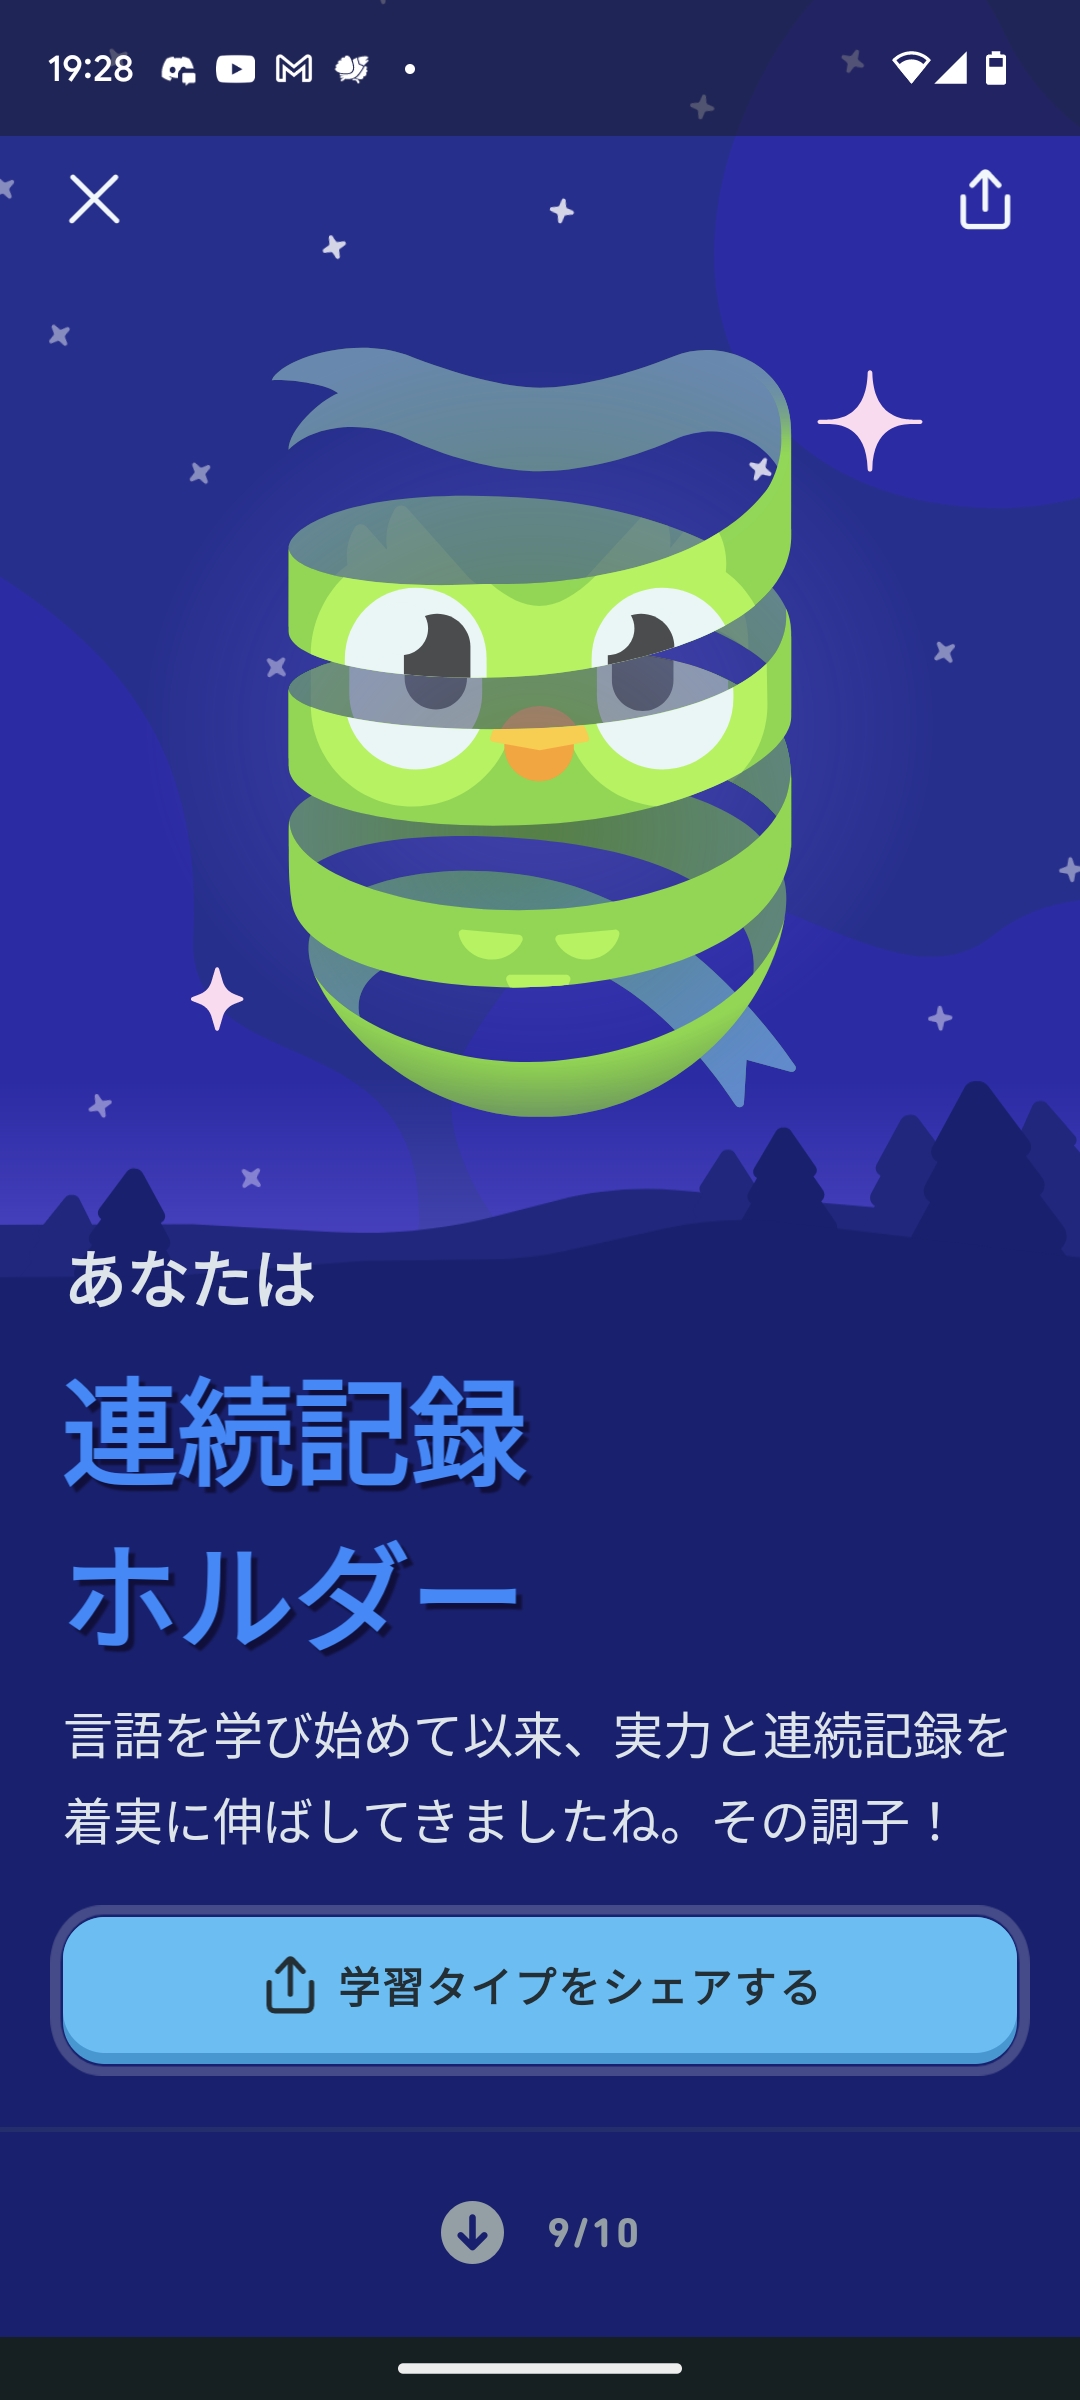 19:28
あなたは
連続記録
ホルダー
言語を学び始めて以来、実力と連続記録を
着実に伸ばしてきましたね。その調子！
学習タイプをシェアする
9/10